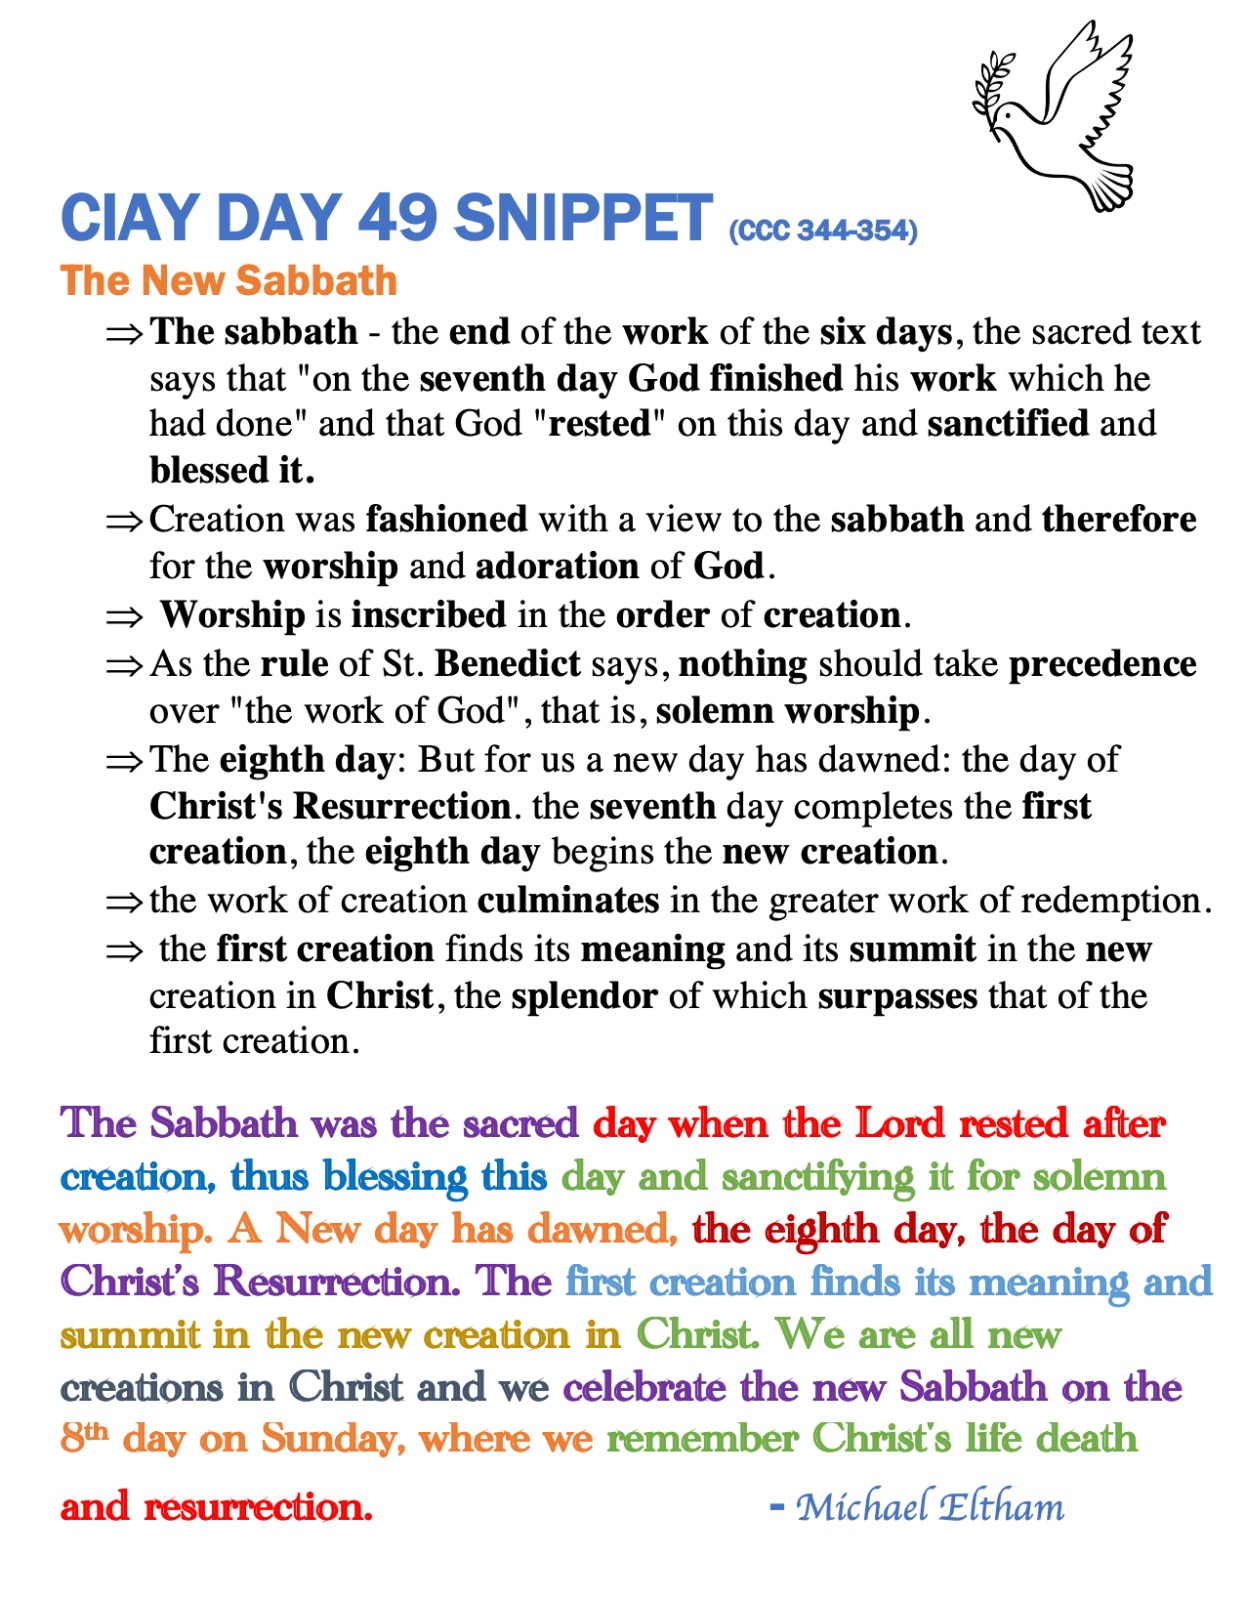 CIAY DAY 49 SNIPPET (CCC 344-354)
The New Sabbath
⇒ The sabbath - the end of the work of the six days, the sacred text
says that "on the seventh day God finished his work which he
had done" and that God "rested" on this day and sanctified and
blessed it.
⇒ Creation was fashioned with a view to the sabbath and therefore
for the worship and adoration of God.
⇒ Worship is inscribed in the order of creation.
⇒ As the rule of St. Benedict says, nothing should take precedence
over "the work of God", that is, solemn worship.
⇒ The eighth day: But for us a new day has dawned: the day of
Christ's Resurrection. the seventh day completes the first
creation, the eighth day begins the new creation.
⇒ the work of creation culminates in the greater work of redemption.
⇒ the first creation finds its meaning and its summit in the new
creation in Christ, the splendor of which surpasses that of the
first creation.
The Sabbath was the sacred day when the Lord rested after
creation, thus blessing this day and sanctifying it for solemn
worship. A New day has dawned, the eighth day, the day of
Christ's Resurrection. The first creation finds its meaning and
summit in the new creation in Christ. We are all new
creations in Christ and we celebrate the new Sabbath on the
8th day on Sunday, where we remember Christ's life death
and resurrection. - Michael Eltham